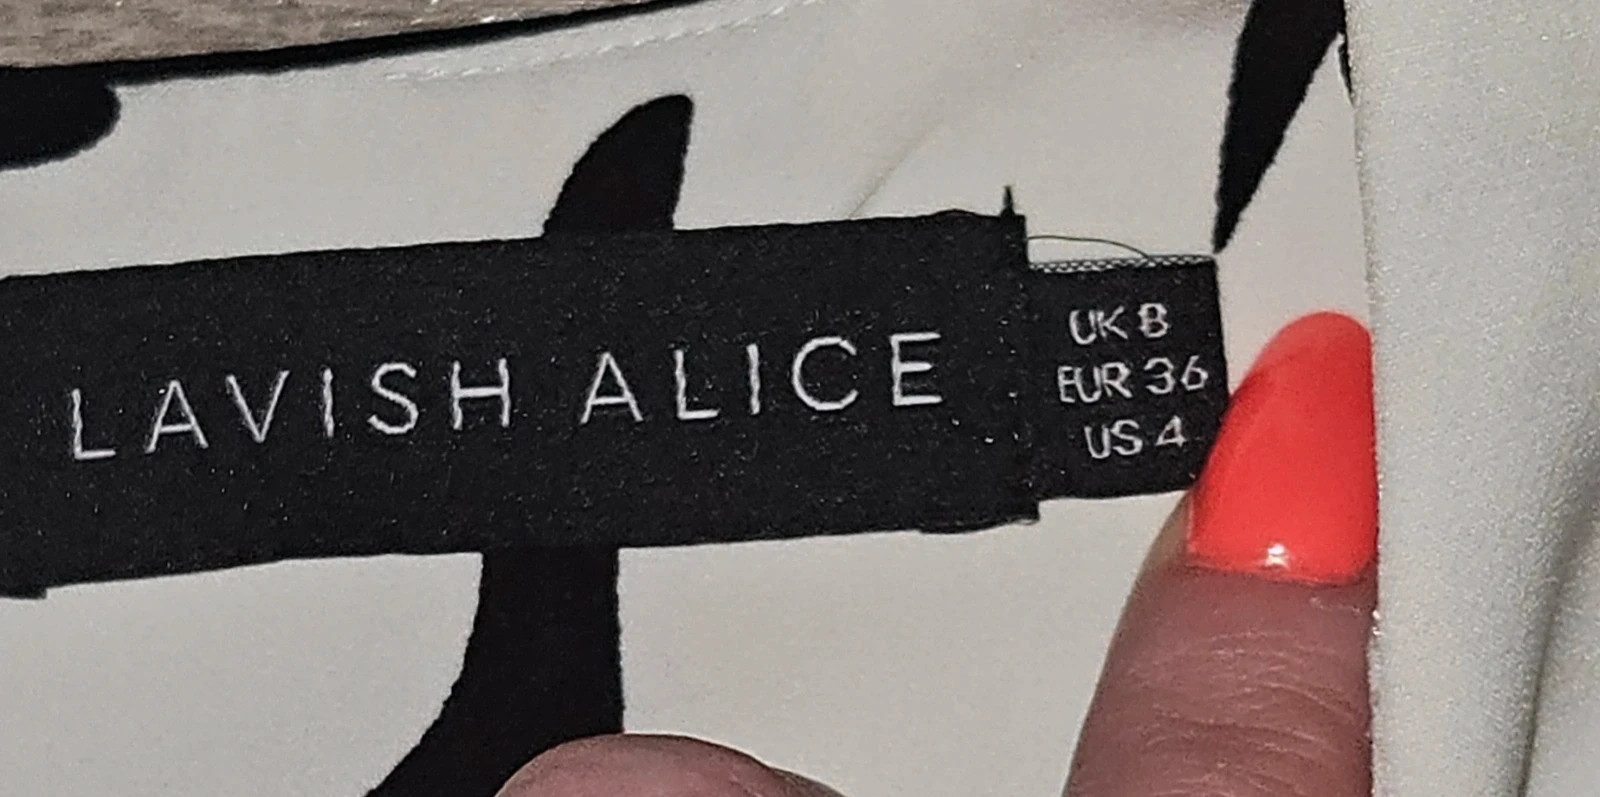 LAVISH ALICE
UK 8
EUR 36
US 4